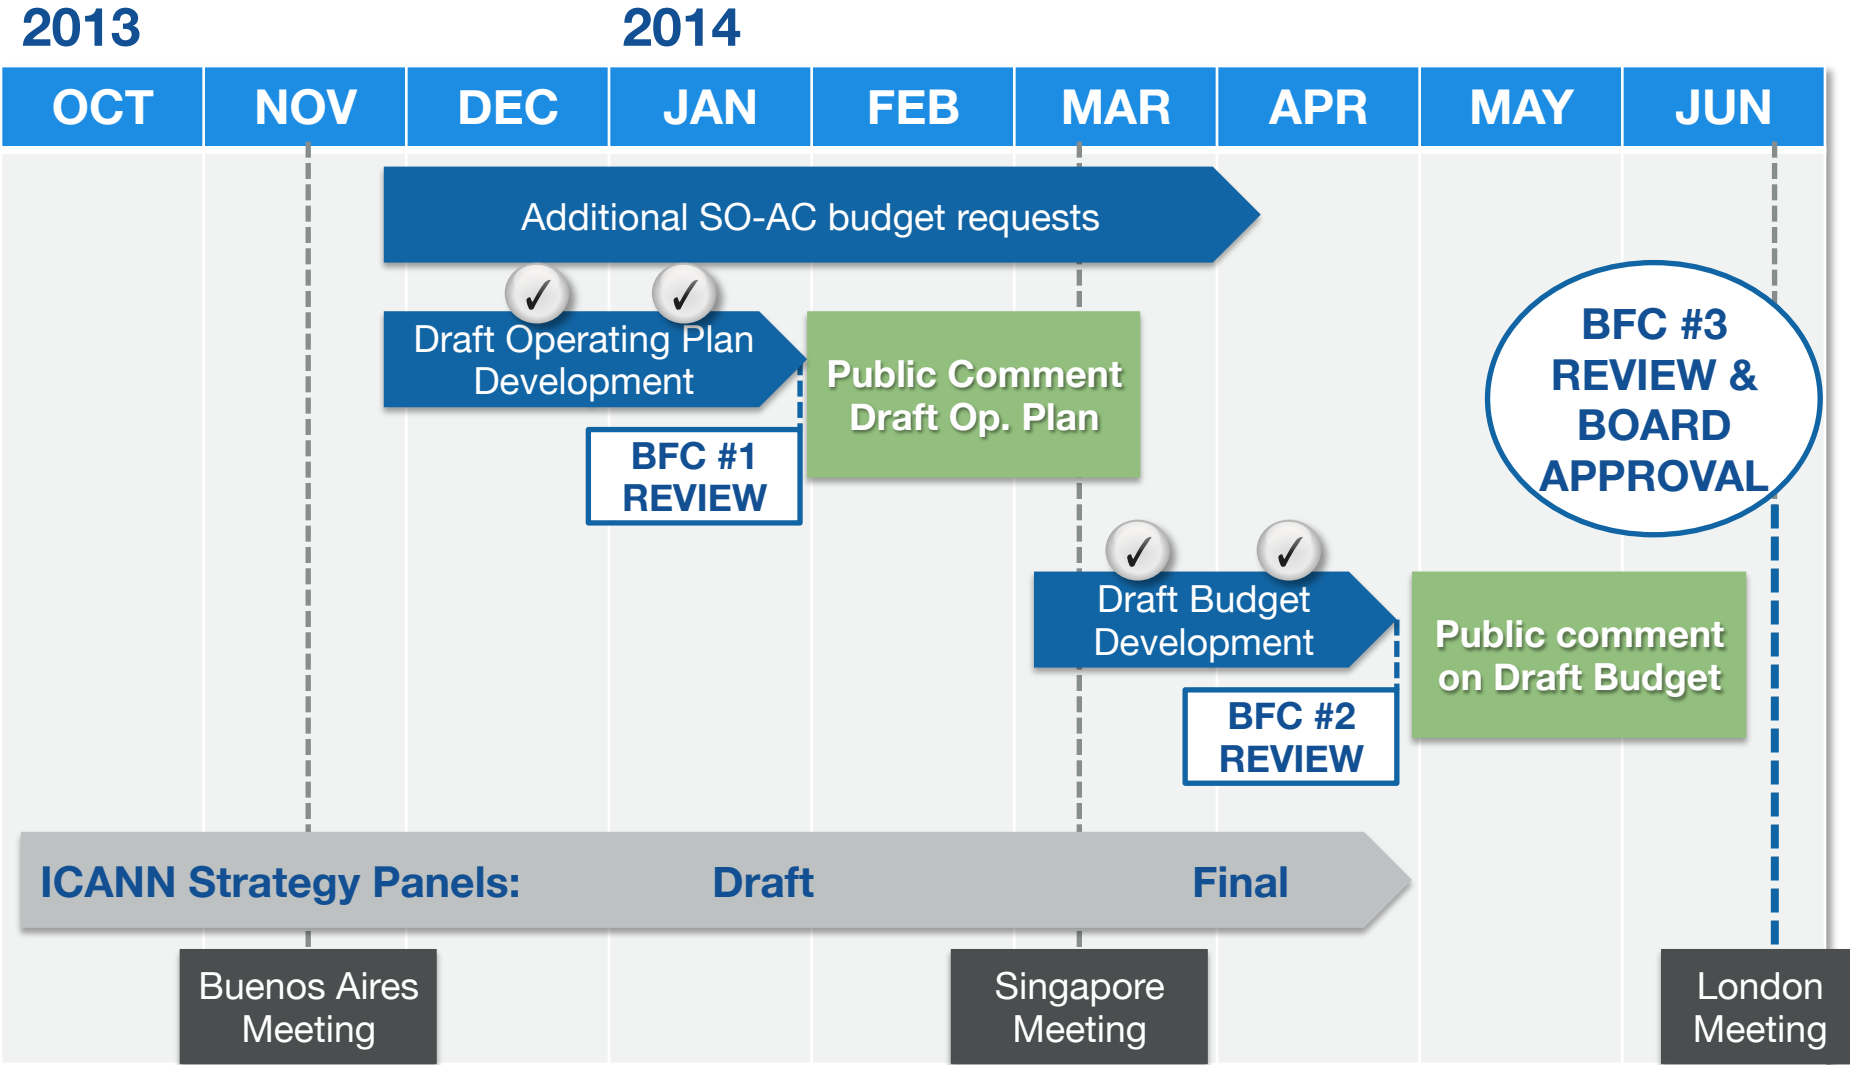 2013
2014
OCT
NOV
DEC
JAN
FEB
MAR
APR
MAY
JUN
Additional SO-AC budget requests
Draft Operating Plan
Development
BFC #1
REVIEW
Public Comment
Draft Op. Plan
BFC #3
REVIEW &
BOARD
APPROVAL
Draft Budget
Development
BFC #2
REVIEW
Public comment
on Draft Budget
ICANN Strategy Panels:
Draft
Final
Buenos Aires
Meeting
Singapore
Meeting
London
Meeting